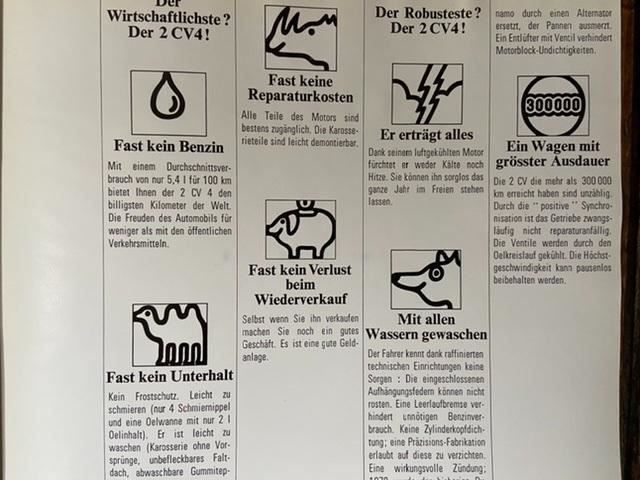 Der
Wirtschaftlichste?
Der 2 CV4!
Fast kein Benzin
Mit einem Durchschnittsver-
brauch von nur 5,4 l für 100 km
bietet Ihnen der 2 CV 4 den
billigsten Kilometer der Welt.
Die Freuden des Automobils für
weniger als mit den öffentlichen
Verkehrsmitteln.
Fast kein Unterhalt
Kein Frostschutz. Leicht zu
schmieren (nur 4 Schmiernippel
und eine Oelwanne mit nur 2 l
Oelinhalt). Er ist leicht zu
waschen (Karosserie ohne Vor-
sprünge, unbefleckbares Falt-
dach, abwaschbare Gummitep-
Fast keine
Reparaturkosten
Alle Teile des Motors sind
bestens zugänglich. Die Karosse-
rieteile sind leicht demontierbar.
Fast kein Verlust
beim
Wiederverkauf
Selbst wenn Sie ihn verkaufen
machen Sie noch ein gutes
Geschäft. Es ist eine gute Geld-
anlage.
Der Robusteste?
Der 2 CV4!
Er erträgt alles
Dank seinem luftgekühlten Motor
fürchtet er weder Kälte noch
Hitze. Sie können ihn sorglos das
ganze Jahr im Freien stehen
lassen.
Mit allen
Wassern gewaschen
Der Fahrer kennt dank raffinierten
technischen Einrichtungen keine
Sorgen : Die eingeschlossenen
Aufhängungsfedern können nicht
rosten. Eine Leerlaufbremse ver-
hindert unnötigen Benzinver-
brauch. Keine Zylinderkopfdich-
tung; eine Präzisions-Fabrikation
erlaubt auf diese zu verzichten.
Eine wirkungsvolle Zündung;
1970 wurde der bisherige Dy-
namo durch einen Alternator
ersetzt, der Pannen ausmerzt.
Ein Entlüfter mit Ventil verhindert
Motorblock-Undichtigkeiten.
300000
Ein Wagen mit
grösster Ausdauer
Die 2 CV die mehr als 300 000
km erreicht haben sind unzählig.
Durch die "positive" Synchro-
nisation ist das Getriebe zwangs-
läufig nicht reparaturanfällig.
Die Ventile werden durch den
Oelkreislauf gekühlt. Die Höchst-
geschwindigkeit kann pausenlos
beibehalten werden.